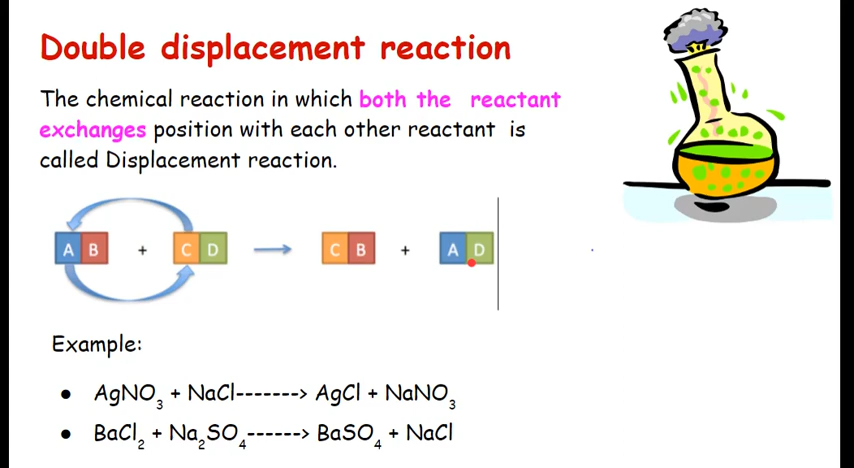 Double displacement reaction
The chemical reaction in which both the reactant
exchanges position with each other reactant is
called Displacement reaction.
A B + C D → C B + A D
Example:
• AgNO₃ + NaCl-------> AgCl + NaNO₃
• BaCl₂ + Na₂SO₄------> BaSO₄ + NaCl